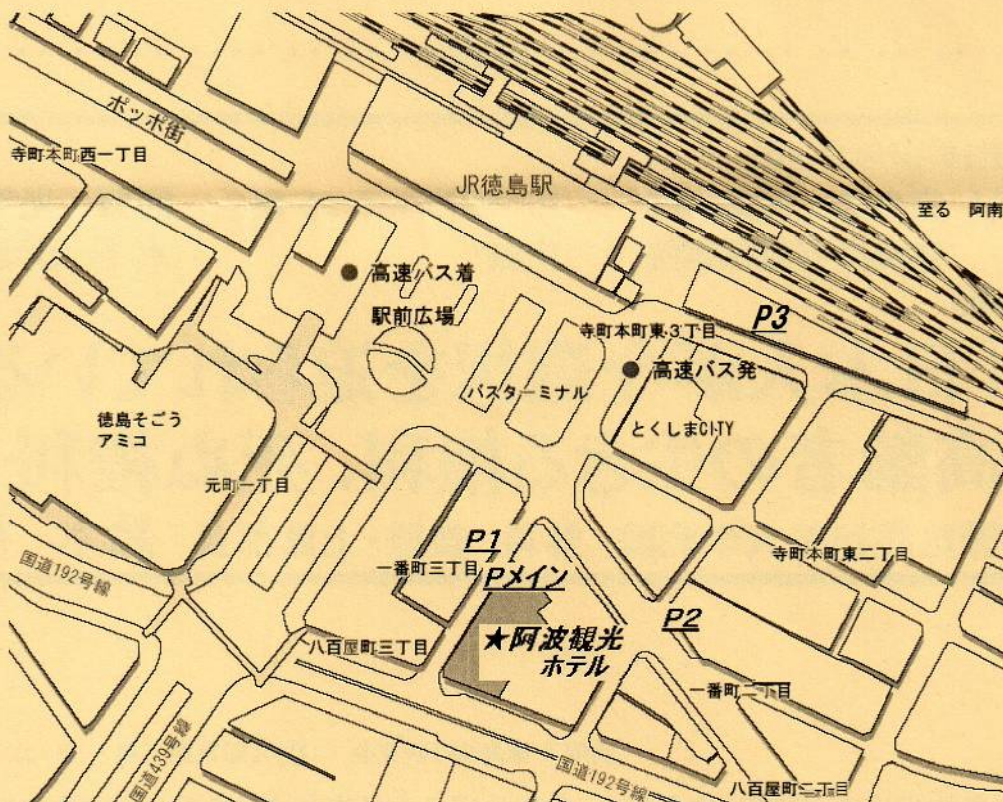 ポッポ街
寺町本町西一丁目
JR徳島駅
至る 阿南
高速バス着
駅前広場
P3
寺町本町東3丁目
高速バス発
バスターミナル
とくしまCITY
徳島そごう
アミコ
元町一丁目
P1
一番町三丁目
Pメイン
寺町本町東二丁目
国道192号線
P2
★阿波観光
ホテル
八百屋町三丁目
一番町二丁目
国道439号線
国道192号線
八百屋町二丁目